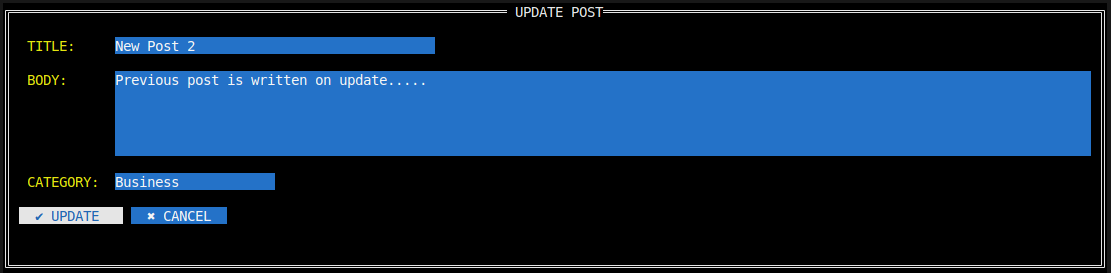 UPDATE POST
TITLE: New Post 2
BODY: Previous post is written on update.....
CATEGORY: Business
✔ UPDATE ✖ CANCEL